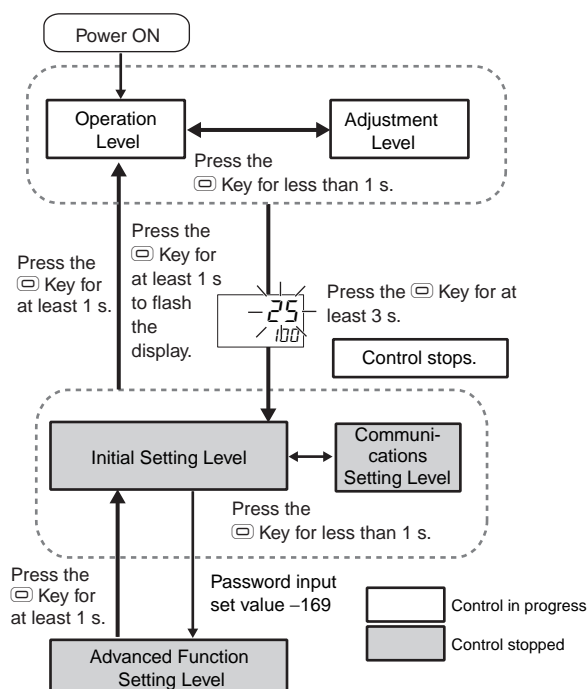 Power ON
Operation
Level
Adjustment
Level
Press the
Key for less than 1 s.
Press the
Key for
at least 1 s.
Press the
Key for
at least 1 s
to flash
the
display.
25
100
Press the Key for at
least 3 s.
Control stops.
Initial Setting Level
Communi-
cations
Setting Level
Press the
Key for less than 1 s.
Press the
Key for
at least 1 s.
Password input
set value –169
Control in progress
Control stopped
Advanced Function
Setting Level